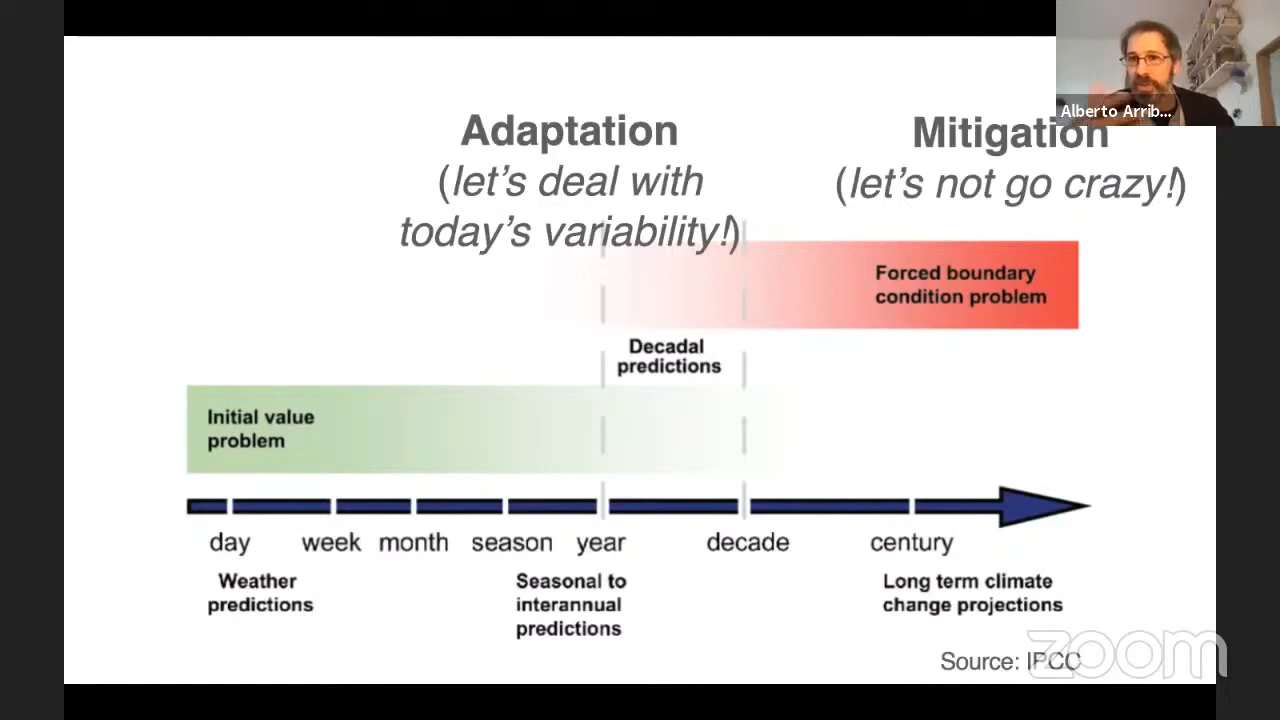 Alberto Arrib...
Adaptation
(let's deal with
today's variability!)
Mitigation
(let's not go crazy!)
Forced boundary
condition problem
Decadal
predictions
Initial value
problem
day week month season year decade century
Weather
predictions
Seasonal to
interannual
predictions
Long term climate
change projections
Source: IPCC
zoom